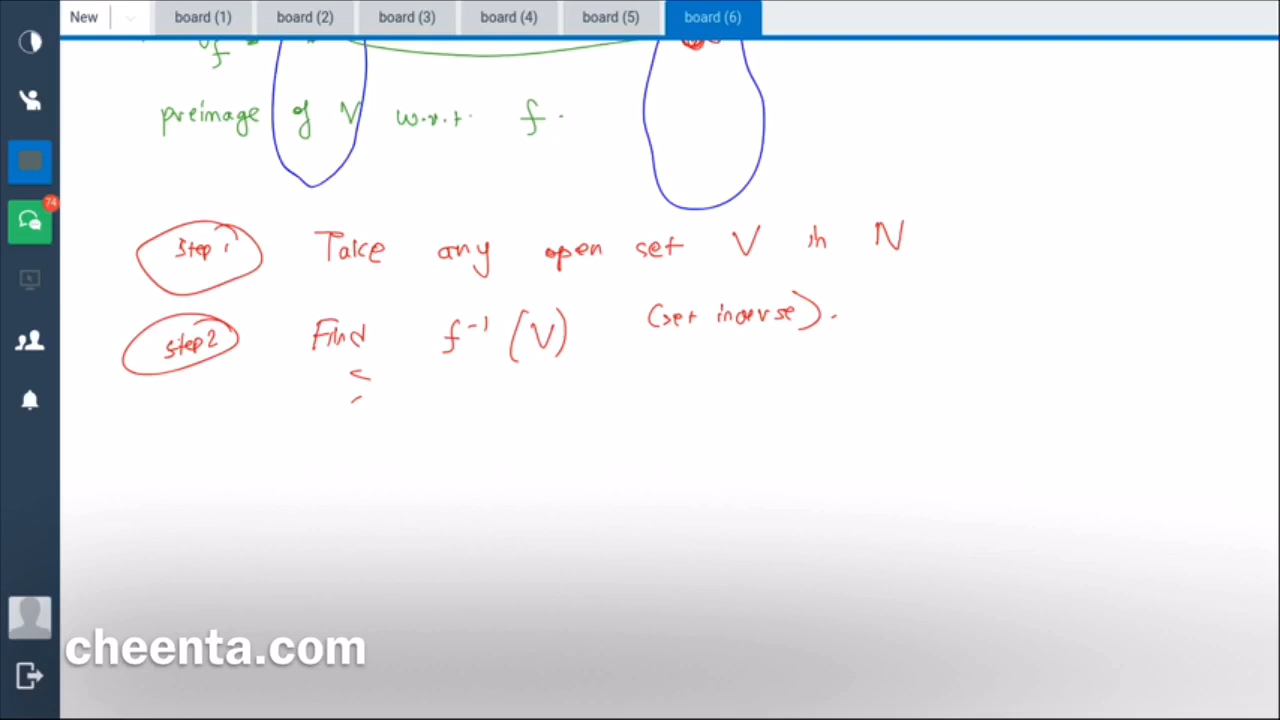 New board (1) board (2) board (3) board (4) board (5) board (6)
preimage of V w.r.t. f.
Step 1 Take any open set V in N
74
Step 2 Find f⁻¹ (V) (set inverse).
cheenta.com